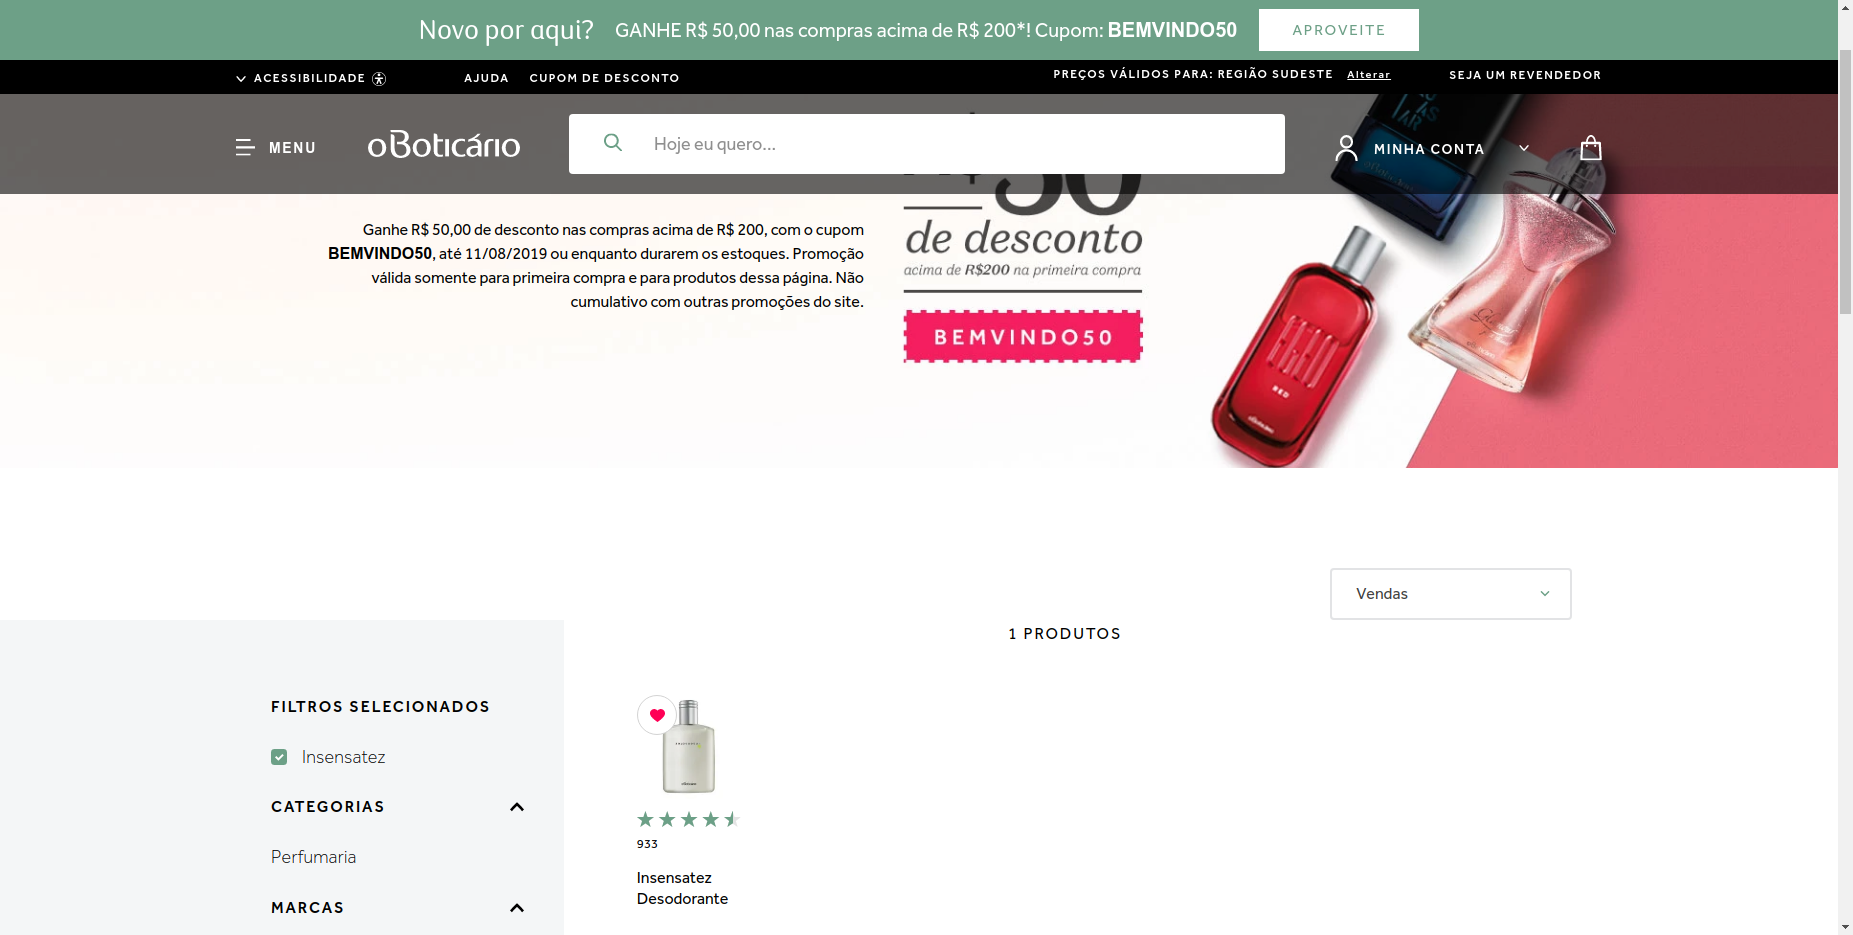 Novo por aqui? GANHE R$ 50,00 nas compras acima de R$ 200*! Cupom: BEMVINDO50 APROVEITE
ACESSIBILIDADE AJUDA CUPOM DE DESCONTO PREÇOS VÁLIDOS PARA: REGIÃO SUDESTE Alterar SEJA UM REVENDEDOR
MENU oBoticário Hoje eu quero... MINHA CONTA
Ganhe R$ 50,00 de desconto nas compras acima de R$ 200, com o cupom
BEMVINDO50, até 11/08/2019 ou enquanto durarem os estoques. Promoção
válida somente para primeira compra e para produtos dessa página. Não
cumulativo com outras promoções do site.
de desconto
acima de R$200 na primeira compra
BEMVINDO50
RED
Vendas
1 PRODUTOS
FILTROS SELECIONADOS
Insensatez
CATEGORIAS
Perfumaria
MARCAS
933
Insensatez
Desodorante